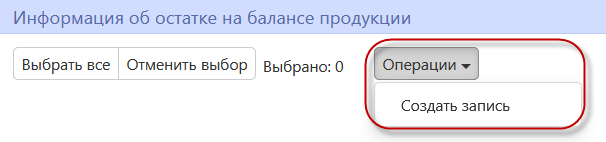 Информация об остатке на балансе продукции
Выбрать все Отменить выбор Выбрано: 0 Операции
Создать запись